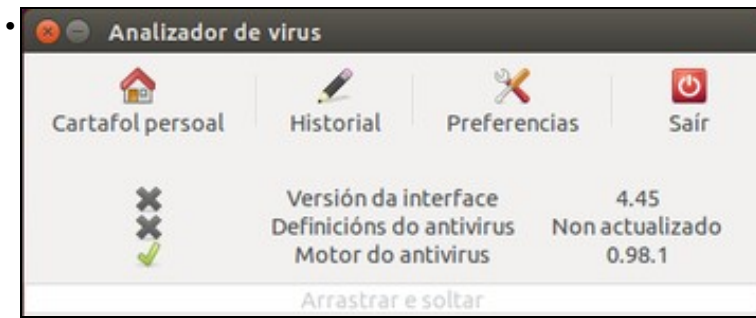 Analizador de virus
Cartafol persoal Historial Preferencias Saír
Versión da interface 4.45
Definicións do antivirus Non actualizado
Motor do antivirus 0.98.1
Arrastrar e soltar